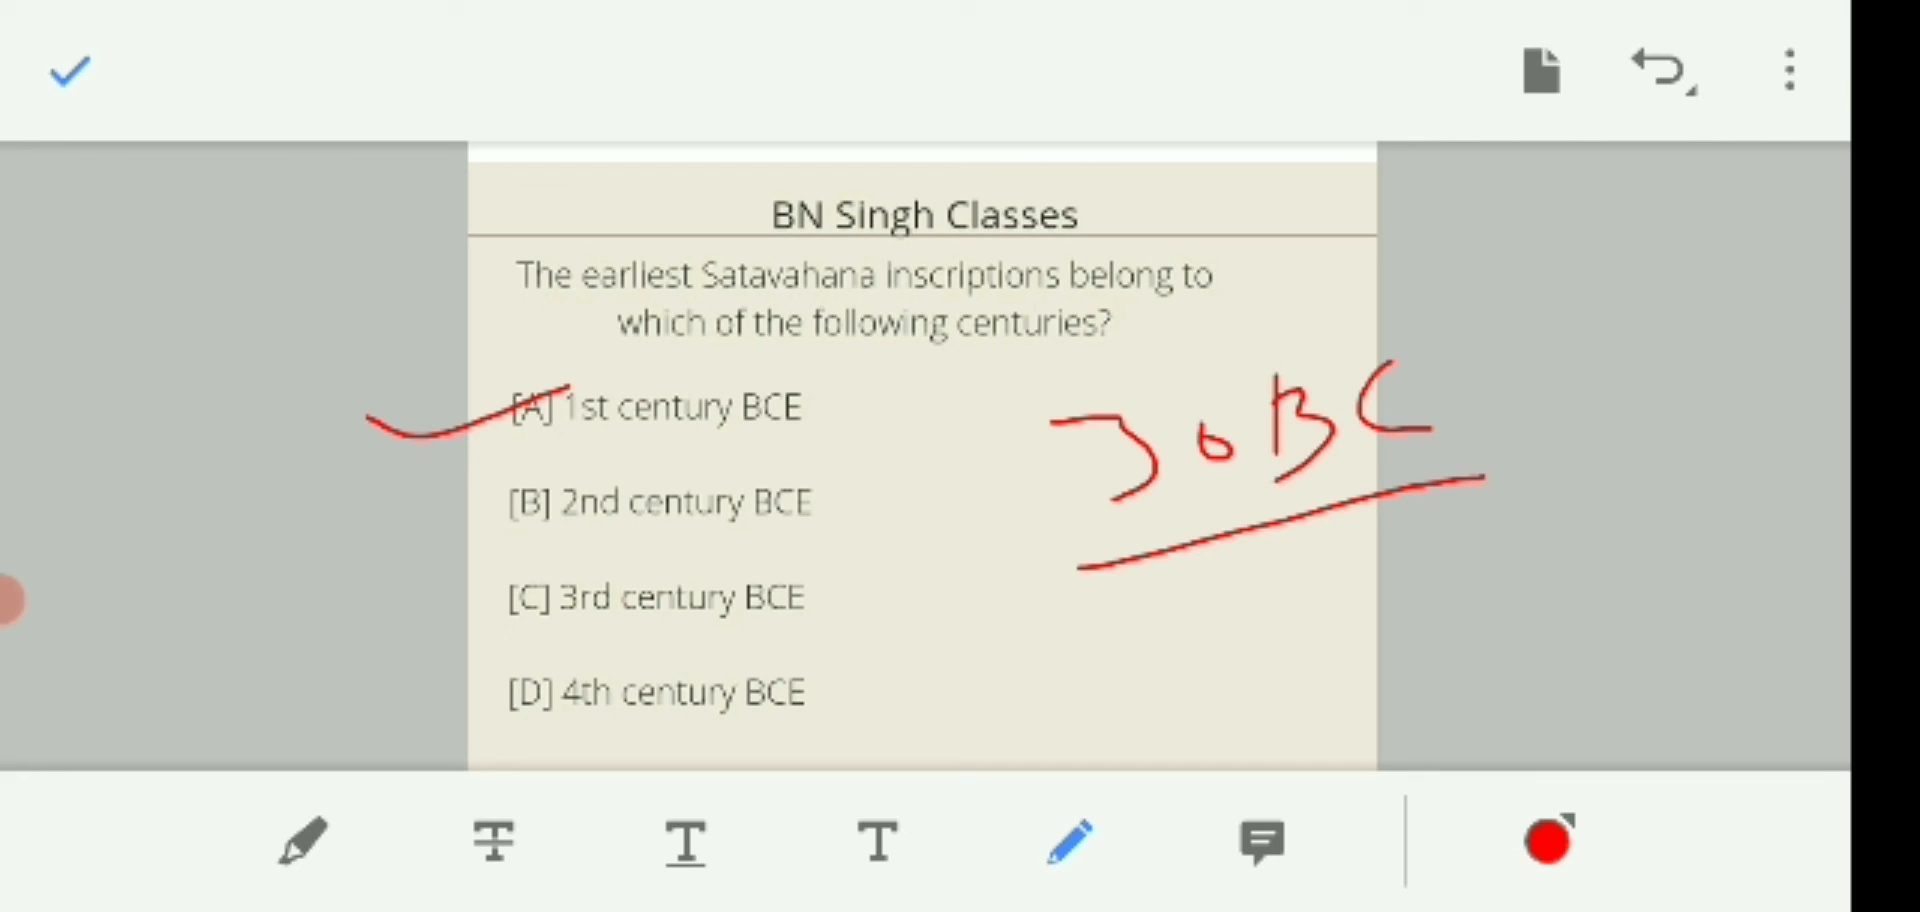 BN Singh Classes
The earliest Satavahana inscriptions belong to
which of the following centuries?
[A] 1st century BCE
30BC
[B] 2nd century BCE
[C] 3rd century BCE
[D] 4th century BCE